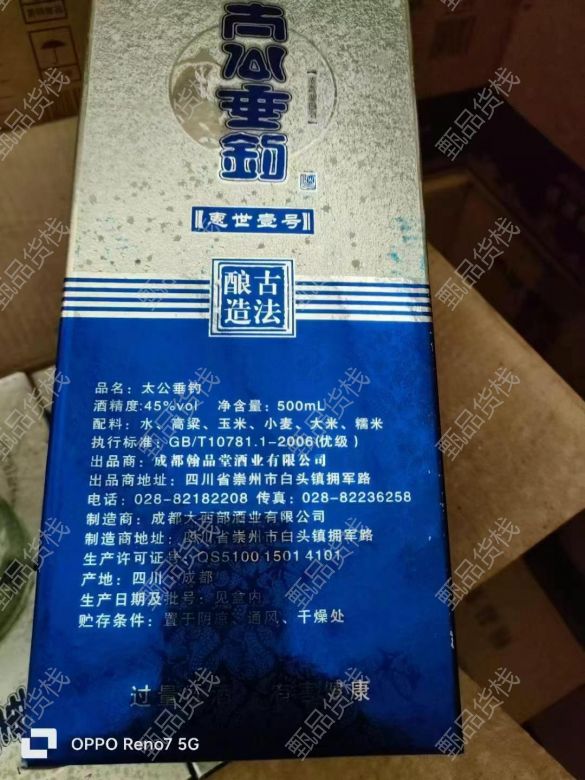 太公垂钓
惠世壹号
古法
酿造
品名：太公垂钓
酒精度:45%vol 净含量：500mL
配料：水、高粱、玉米、小麦、大米、糯米
执行标准：GB/T10781.1-2006(优级)
出品商：成都翰品堂酒业有限公司
出品商地址：四川省崇州市白头镇拥军路
电话：028-82182208 传真：028-82236258
制造商：成都大西部酒业有限公司
制造商地址：四川省崇州市白头镇拥军路
生产许可证号：QS5100 1501 4101
产地：四川 成都
生产日期及批号：见盒内
贮存条件：置于阴凉、通风、干燥处
过量 酒 有害健康
OPPO Reno7 5G
甄品货栈